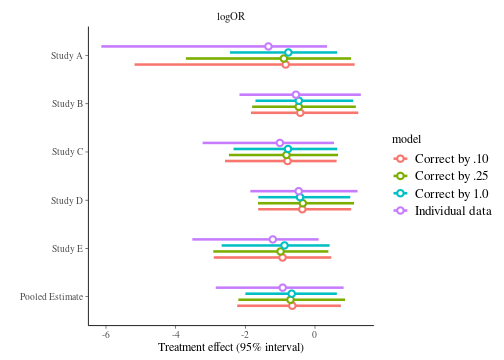 logOR
Study A
Study B
Study C
Study D
Study E
Pooled Estimate
-6 -4 -2 0
Treatment effect (95% interval)
model
Correct by .10
Correct by .25
Correct by 1.0
Individual data